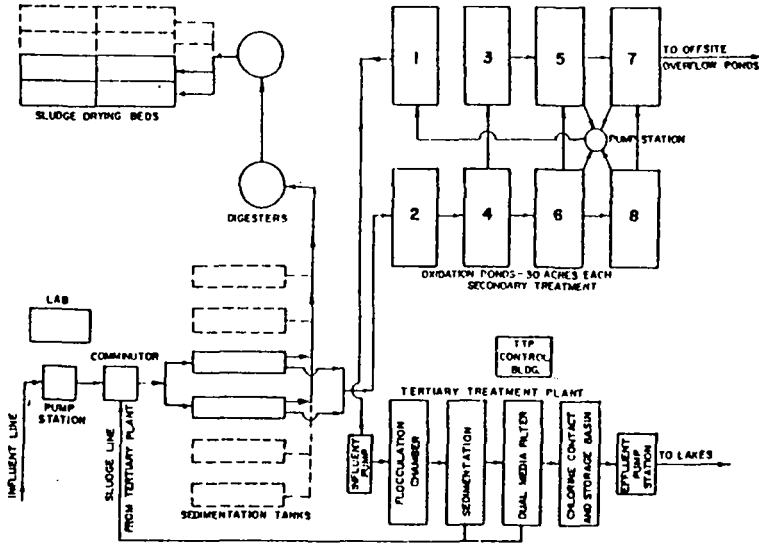 SLUDGE DRYING BEDS
DIGESTERS
1
3
5
7
TO OFFSITE
OVERFLOW PONDS
PUMP STATION
2
4
6
8
OXIDATION PONDS-30 ACHES EACH
SECONDARY TREATMENT
LAB
COMMINUTOR
PUMP
STATION
INFLUENT LINE
SLUDGE LINE
FROM TERTIARY PLANT
SEDIMENTATION TANKS
TTP
CONTROL
BLDG.
TERTIARY TREATMENT PLANT
INFLUENT
PUMP
FLOCCULATION
CHAMBER
SEDIMENTATION
DUAL MEDIA FILTER
CHLORINE CONTACT
AND STORAGE BASIN
EFFLUENT
PUMP
STATION
TO LAKES